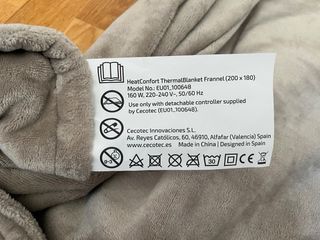 HeatConfort ThermalBlanket Frannel (200 x 180)
Model No.: EU01_100648
160 W, 220-240 V~, 50/60 Hz
Use only with detachable controller supplied
by Cecotec (EU01_100648)
Cecotec Innovaciones S.L.
Av. Reyes Católicos, 60, 46910, Alfafar (Valencia) Spain
www.cecotec.es | Made in China | Designed in Spain
30